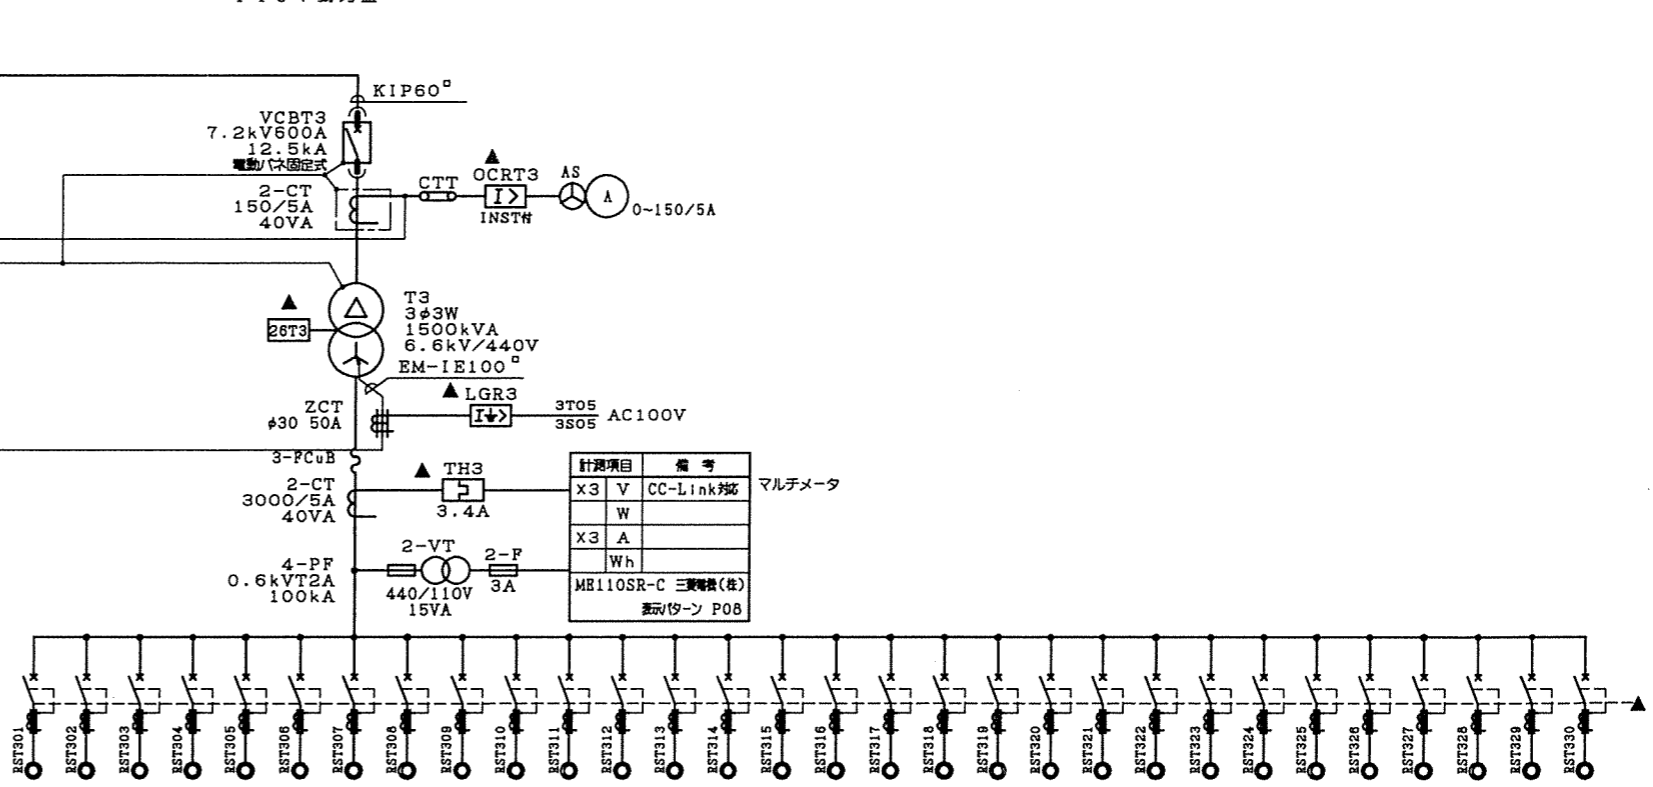 KIP60□
VCBT3
7.2kV600A
12.5kA
電動バネ固定式
2-CT
150/5A
40VA
CTT
OCRT3
I>
INST付
AS
A
0~150/5A
T3
3φ3W
1500kVA
6.6kV/440V
26T3
EM-IE100□
ZCT
φ30 50A
LGR3
3T05
3S05
AC100V
3-FCuB
2-CT
3000/5A
40VA
TH3
3.4A
計測項目 備考
×3 V CC-Link対応
W
×3 A
Wh
ME110SR-C 三菱電機(株)
表示パターン P08
マルチメータ
4-PF
0.6kVT2A
100kA
2-VT
440/110V
15VA
2-F
3A
RST301
RST302
RST303
RST304
RST305
RST306
RST307
RST308
RST309
RST310
RST311
RST312
RST313
RST314
RST315
RST316
RST317
RST318
RST319
RST320
RST321
RST322
RST323
RST324
RST325
RST326
RST327
RST328
RST329
RST330